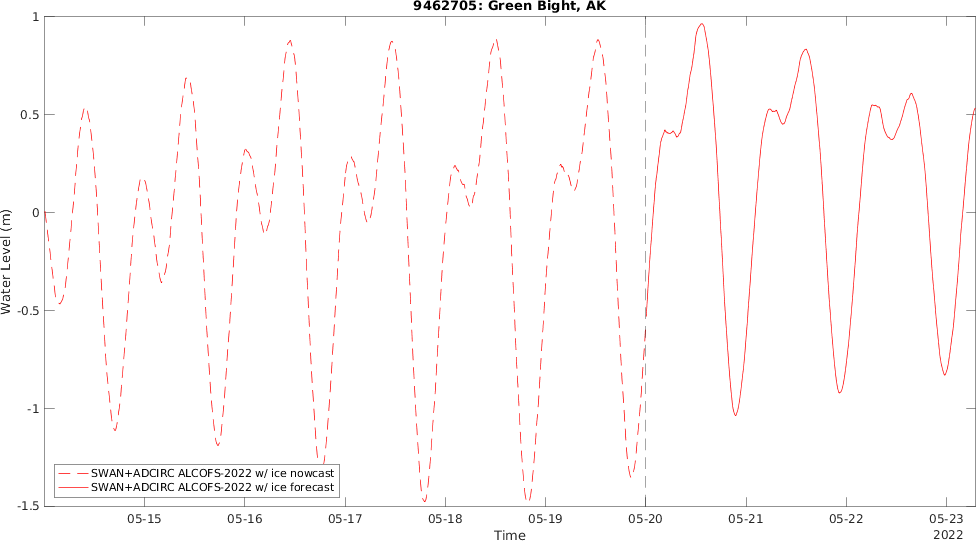 9462705: Green Bight, AK
Water Level (m)
1
0.5
0
-0.5
-1
-1.5
SWAN+ADCIRC ALCOFS-2022 w/ ice nowcast
SWAN+ADCIRC ALCOFS-2022 w/ ice forecast
05-15 05-16 05-17 05-18 05-19 05-20 05-21 05-22 05-23
Time 2022